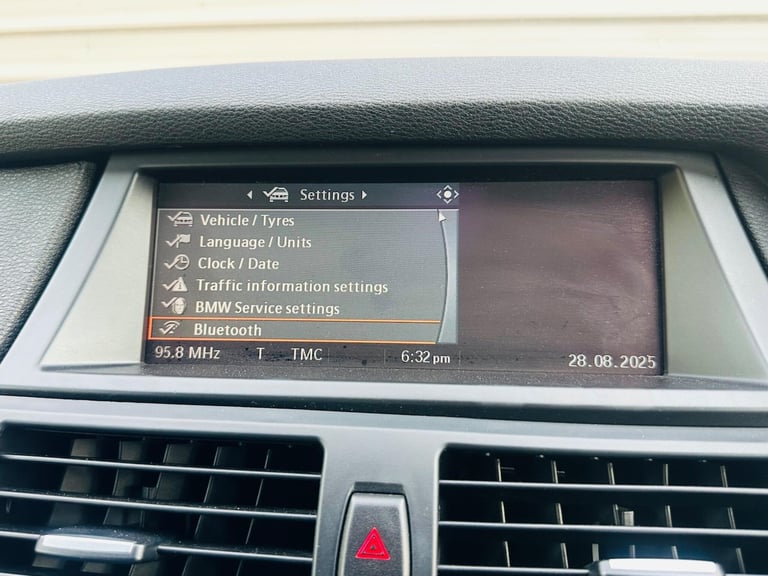 Settings
Vehicle / Tyres
Language / Units
Clock / Date
Traffic information settings
BMW Service settings
Bluetooth
95.8 MHz T TMC 6:32 pm 28.08.2025